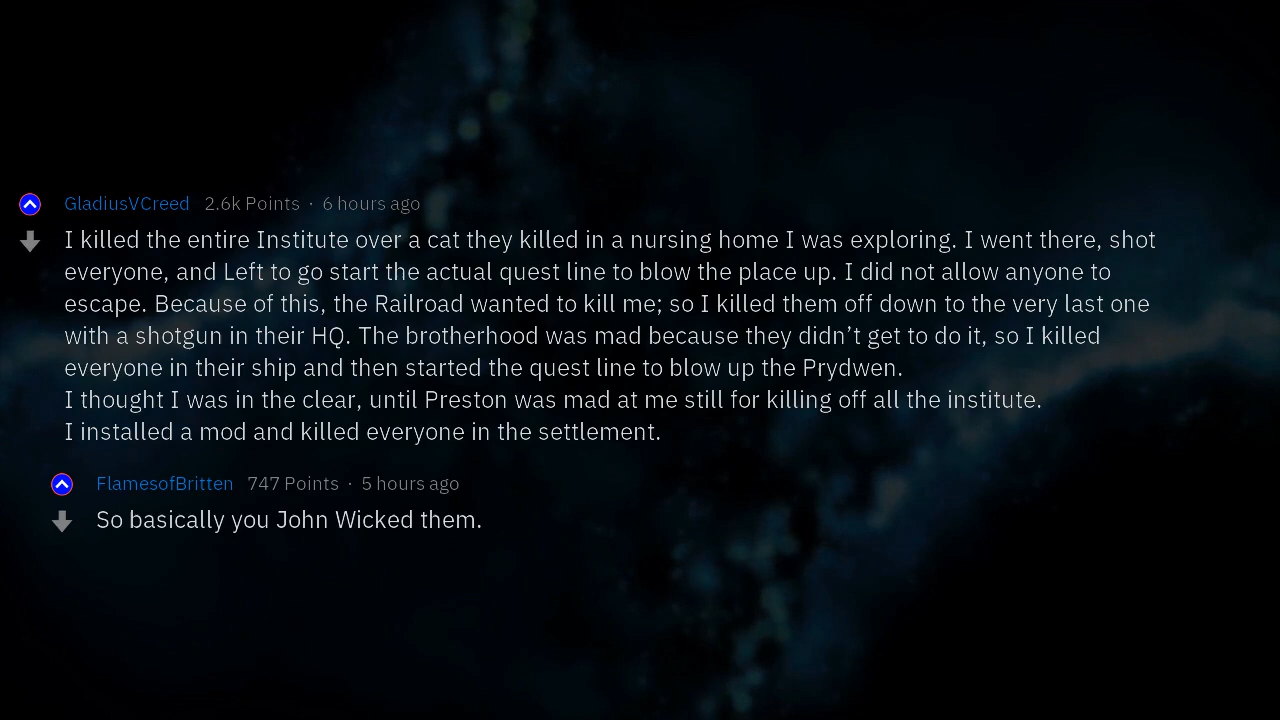 GladiusVCreed 2.6k Points · 6 hours ago
I killed the entire Institute over a cat they killed in a nursing home I was exploring. I went there, shot
everyone, and Left to go start the actual quest line to blow the place up. I did not allow anyone to
escape. Because of this, the Railroad wanted to kill me; so I killed them off down to the very last one
with a shotgun in their HQ. The brotherhood was mad because they didn’t get to do it, so I killed
everyone in their ship and then started the quest line to blow up the Prydwen.
I thought I was in the clear, until Preston was mad at me still for killing off all the institute.
I installed a mod and killed everyone in the settlement.
FlamesofBritten 747 Points · 5 hours ago
So basically you John Wicked them.